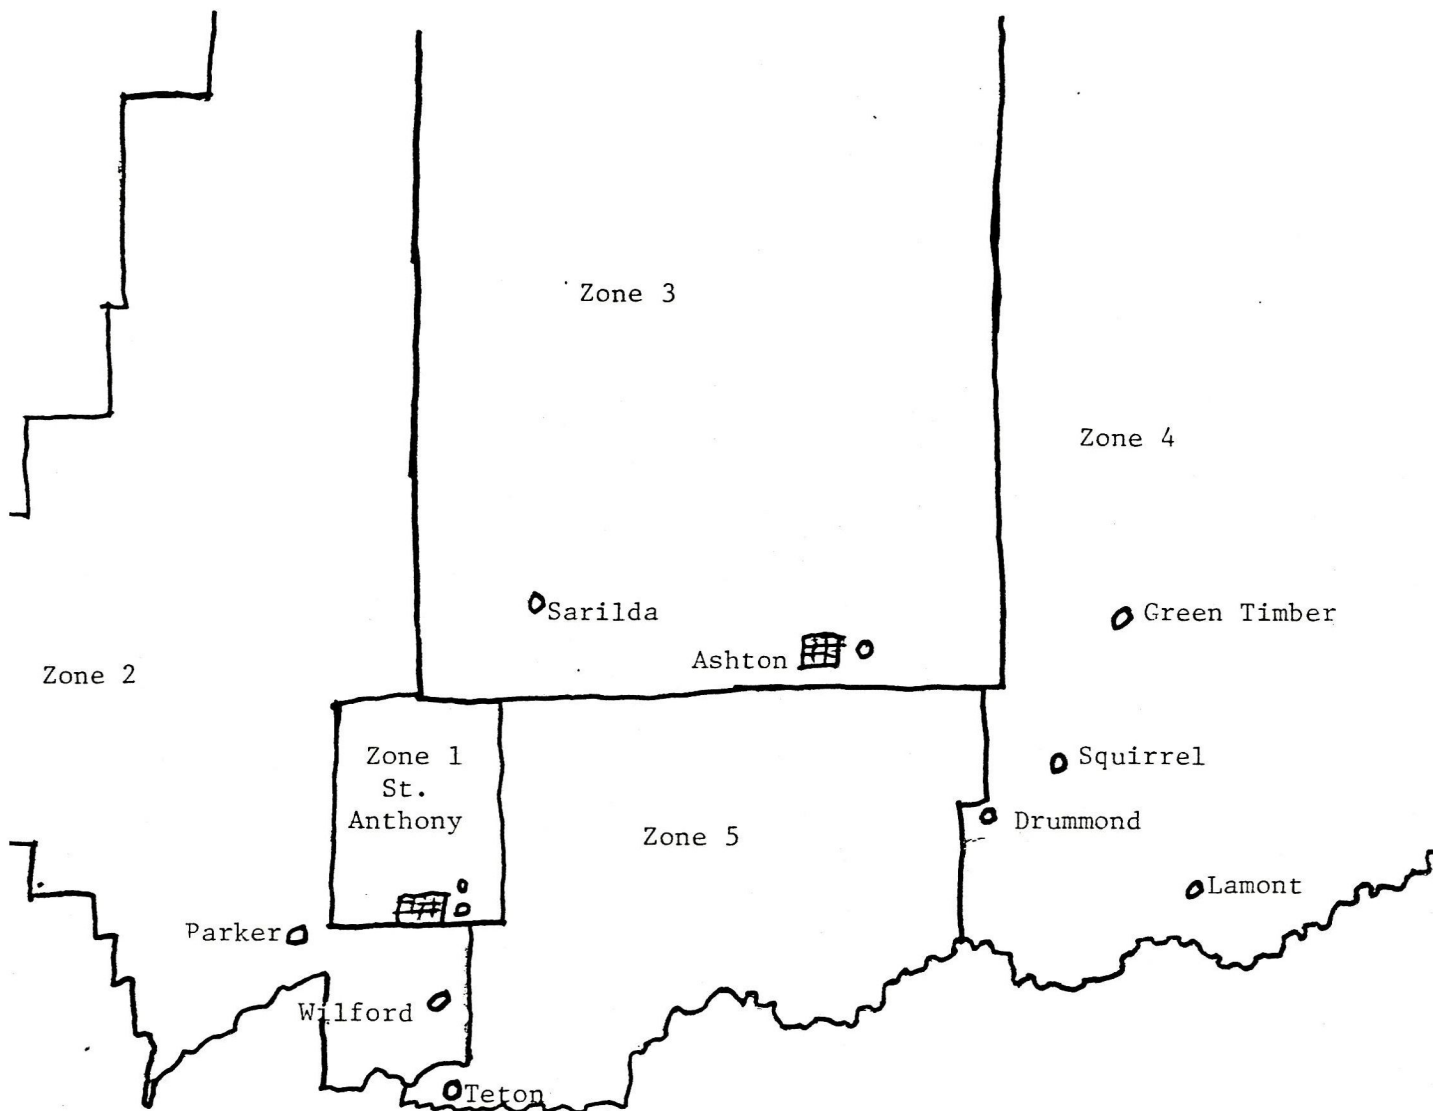 Zone 3
Zone 4
Sarilda
Green Timber
Ashton
Zone 2
Zone 1
St.
Anthony
Squirrel
Drummond
Zone 5
Lamont
Parker
Wilford
Teton